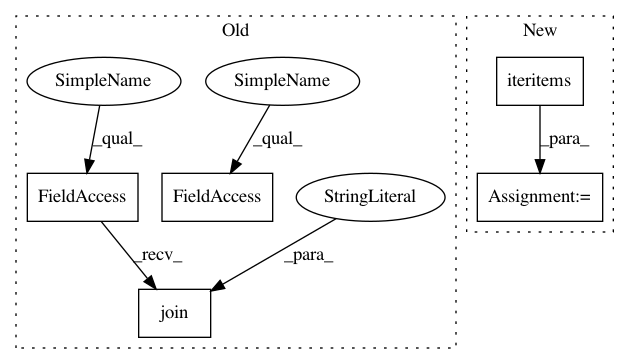 Old
New
SimpleName
SimpleName
iteritems
_qual_
_qual_
_para_
FieldAccess
FieldAccess
StringLiteral
Assignment:=
_recv_
_para_
join